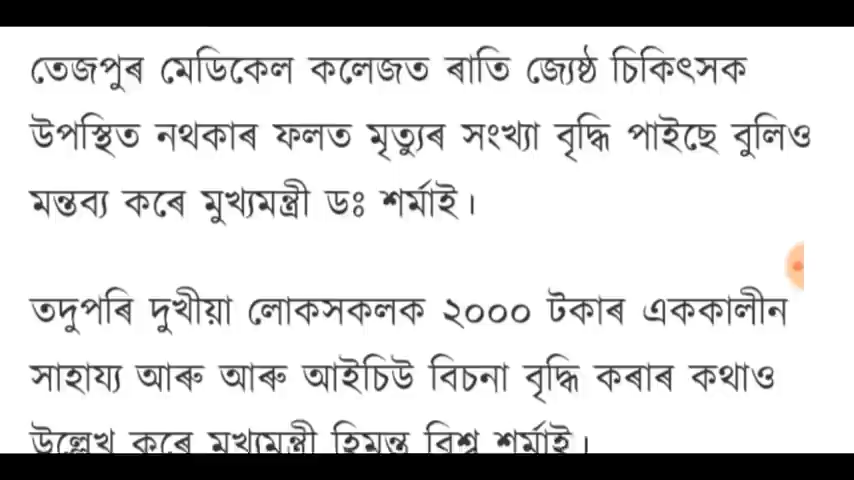 তেজপুৰ মেডিকেল কলেজত ৰাতি জ্যেষ্ঠ চিকিৎসক
উপস্থিত নথকাৰ ফলত মৃত্যুৰ সংখ্যা বৃদ্ধি পাইছে বুলিও
মন্তব্য কৰে মুখ্যমন্ত্ৰী ডঃ শৰ্মাই।
তদুপৰি দুখীয়া লোকসকলক ২০০০ টকাৰ এককালীন
সাহায্য আৰু আৰু আইচিউ বিচনা বৃদ্ধি কৰাৰ কথাও
উল্লেখ কৰে মুখ্যমন্ত্ৰী হিমন্ত বিশ্ব শৰ্মাই।